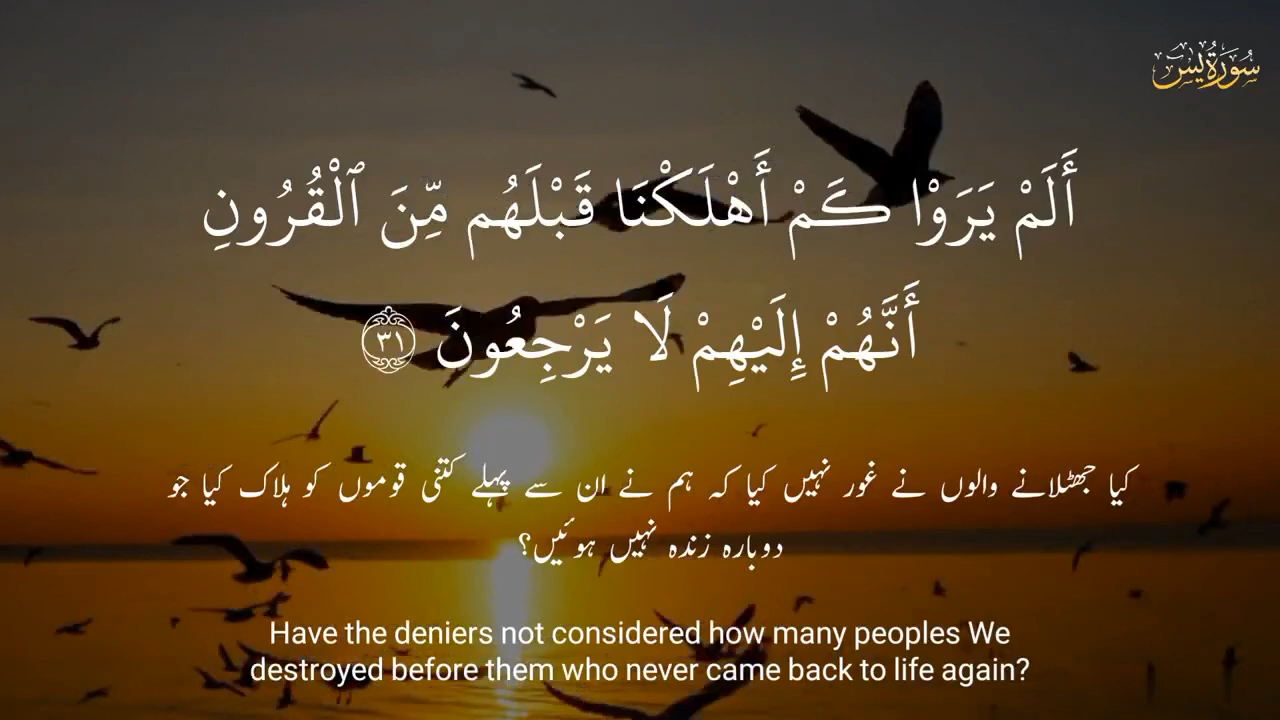 سُورَةُ يس
أَلَمْ يَرَوْا۟ كَمْ أَهْلَكْنَا قَبْلَهُم مِّنَ ٱلْقُرُونِ
أَنَّهُمْ إِلَيْهِمْ لَا يَرْجِعُونَ ٣١
کیا جھٹلانے والوں نے غور نہیں کیا کہ ہم نے ان سے پہلے کتنی قوموں کو ہلاک کیا جو
دوبارہ زندہ نہیں ہوئیں؟
Have the deniers not considered how many peoples We
destroyed before them who never came back to life again?